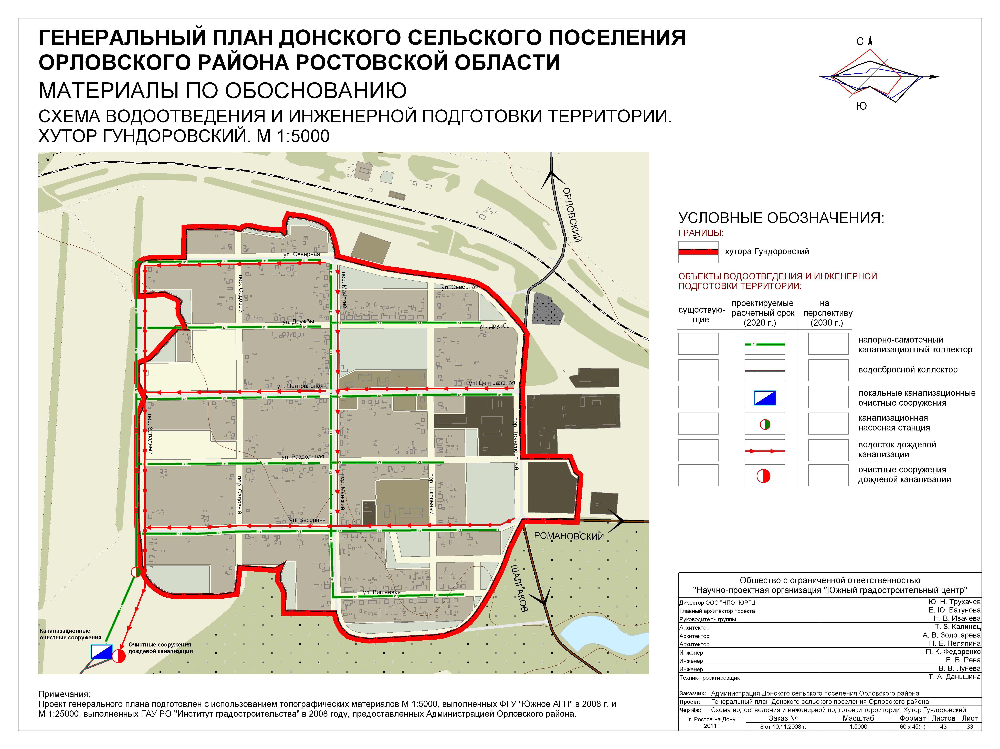 ГЕНЕРАЛЬНЫЙ ПЛАН ДОНСКОГО СЕЛЬСКОГО ПОСЕЛЕНИЯ
ОРЛОВСКОГО РАЙОНА РОСТОВСКОЙ ОБЛАСТИ
МАТЕРИАЛЫ ПО ОБОСНОВАНИЮ
СХЕМА ВОДООТВЕДЕНИЯ И ИНЖЕНЕРНОЙ ПОДГОТОВКИ ТЕРРИТОРИИ.
ХУТОР ГУНДОРОВСКИЙ. М 1:5000
С
Ю
ОРЛОВСКИЙ
ул. Северная
пер. Садовый
пер. Майский
ул. Северная
ул. Дружбы
ул. Дружбы
ул. Центральная
ул. Центральная
пер. Западный
пер. Транспортный
ул. Раздольная
пер. Садовый
пер. Майский
пер. Школьный
ул. Весенняя
РОМАНОВСКИЙ
ШАЛГАКОВ
ул. Вишневая
К1
Канализационные
очистные сооружения
Очистные сооружения
дождевой канализации
УСЛОВНЫЕ ОБОЗНАЧЕНИЯ:
ГРАНИЦЫ:
хутора Гундоровский
ОБЪЕКТЫ ВОДООТВЕДЕНИЯ И ИНЖЕНЕРНОЙ
ПОДГОТОВКИ ТЕРРИТОРИИ:
существую-
щие
проектируемые
расчетный срок
(2020 г.)
на
перспективу
(2030 г.)
К1
напорно-самотечный
канализационный коллектор
водосбросной коллектор
локальные канализационные
очистные сооружения
канализационная
насосная станция
водосток дождевой
канализации
очистные сооружения
дождевой канализации
Общество с ограниченной ответственностью
"Научно-проектная организация "Южный градостроительный центр"
Директор ООО "НПО "ЮРГЦ" Ю. Н. Трухачев
Главный архитектор проекта Е. Ю. Батунова
Руководитель группы Н. В. Ивачева
Архитектор Т. З. Калинец
Архитектор А. В. Золотарева
Архитектор Н. Е. Неляпина
Инженер П. К. Федоренко
Инженер Е. В. Рева
Инженер В. В. Лунева
Техник-проектировщик Т. А. Даньшина
Заказчик: Администрация Донского сельского поселения Орловского района
Проект: Генеральный план Донского сельского поселения Орловского района
Чертёж: Схема водоотведения и инженерной подготовки территории. Хутор Гундоровский
г. Ростов-на-Дону
2011 г.
Заказ № Масштаб Формат Листов Лист
8 от 10.11.2008 г. 1:5000 60 x 45(h) 43 33
Примечания:
Проект генерального плана подготовлен с использованием топографических материалов М 1:5000, выполненных ФГУ "Южное АГП" в 2008 г. и
М 1:25000, выполненных ГАУ РО "Институт градостроительства" в 2008 году, предоставленных Администрацией Орловского района.